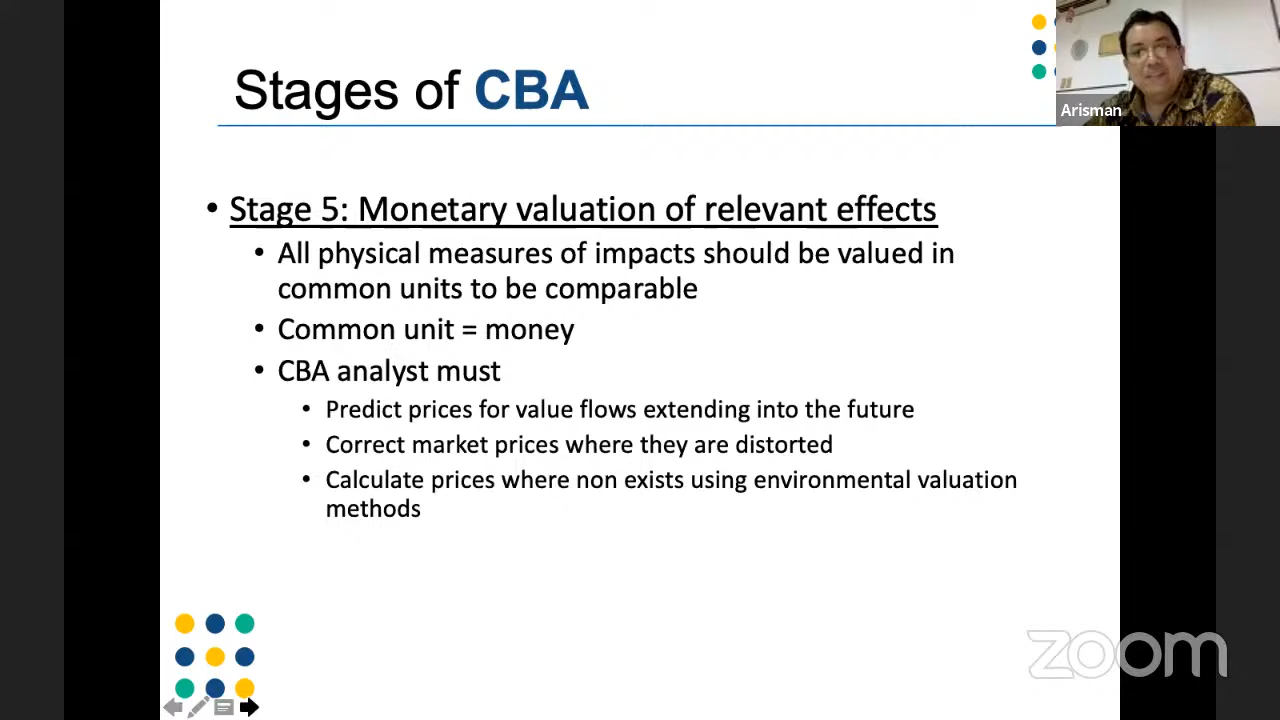 Stages of CBA
Arisman
• Stage 5: Monetary valuation of relevant effects
• All physical measures of impacts should be valued in
common units to be comparable
• Common unit = money
• CBA analyst must
• Predict prices for value flows extending into the future
• Correct market prices where they are distorted
• Calculate prices where non exists using environmental valuation
methods
zoom